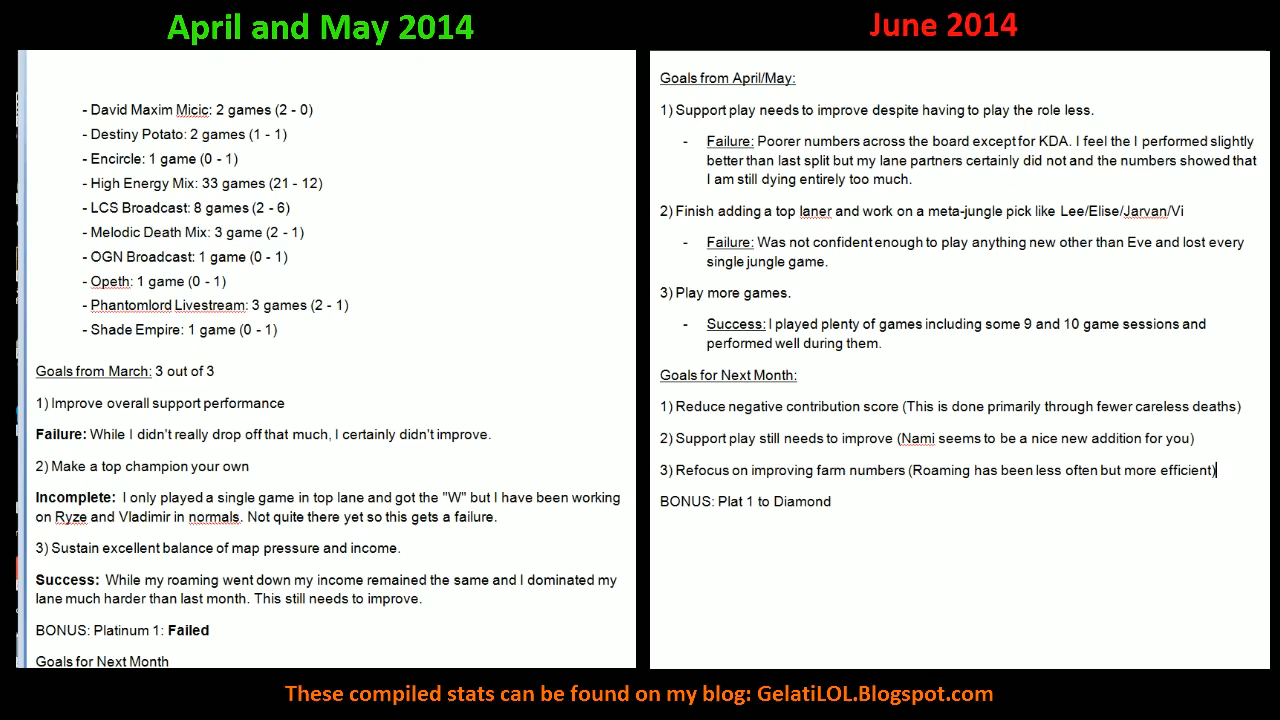 April and May 2014
- David Maxim Micic: 2 games (2 - 0)
- Destiny Potato: 2 games (1 - 1)
- Encircle: 1 game (0 - 1)
- High Energy Mix: 33 games (21 - 12)
- LCS Broadcast: 8 games (2 - 6)
- Melodic Death Mix: 3 game (2 - 1)
- OGN Broadcast: 1 game (0 - 1)
- Opeth: 1 game (0 - 1)
- Phantomlord Livestream: 3 games (2 - 1)
- Shade Empire: 1 game (0 - 1)
Goals from March: 3 out of 3
1) Improve overall support performance
Failure: While I didn't really drop off that much, I certainly didn't improve.
2) Make a top champion your own
Incomplete: I only played a single game in top lane and got the "W" but I have been working
on Ryze and Vladimir in normals. Not quite there yet so this gets a failure.
3) Sustain excellent balance of map pressure and income.
Success: While my roaming went down my income remained the same and I dominated my
lane much harder than last month. This still needs to improve.
BONUS: Platinum 1: Failed
Goals for Next Month
June 2014
Goals from April/May:
1) Support play needs to improve despite having to play the role less.
- Failure: Poorer numbers across the board except for KDA. I feel the I performed slightly
better than last split but my lane partners certainly did not and the numbers showed that
I am still dying entirely too much.
2) Finish adding a top laner and work on a meta-jungle pick like Lee/Elise/Jarvan/Vi
- Failure: Was not confident enough to play anything new other than Eve and lost every
single jungle game.
3) Play more games.
- Success: I played plenty of games including some 9 and 10 game sessions and
performed well during them.
Goals for Next Month:
1) Reduce negative contribution score (This is done primarily through fewer careless deaths)
2) Support play still needs to improve (Nami seems to be a nice new addition for you)
3) Refocus on improving farm numbers (Roaming has been less often but more efficient)
BONUS: Plat 1 to Diamond
These compiled stats can be found on my blog: GelatiLOL.Blogspot.com